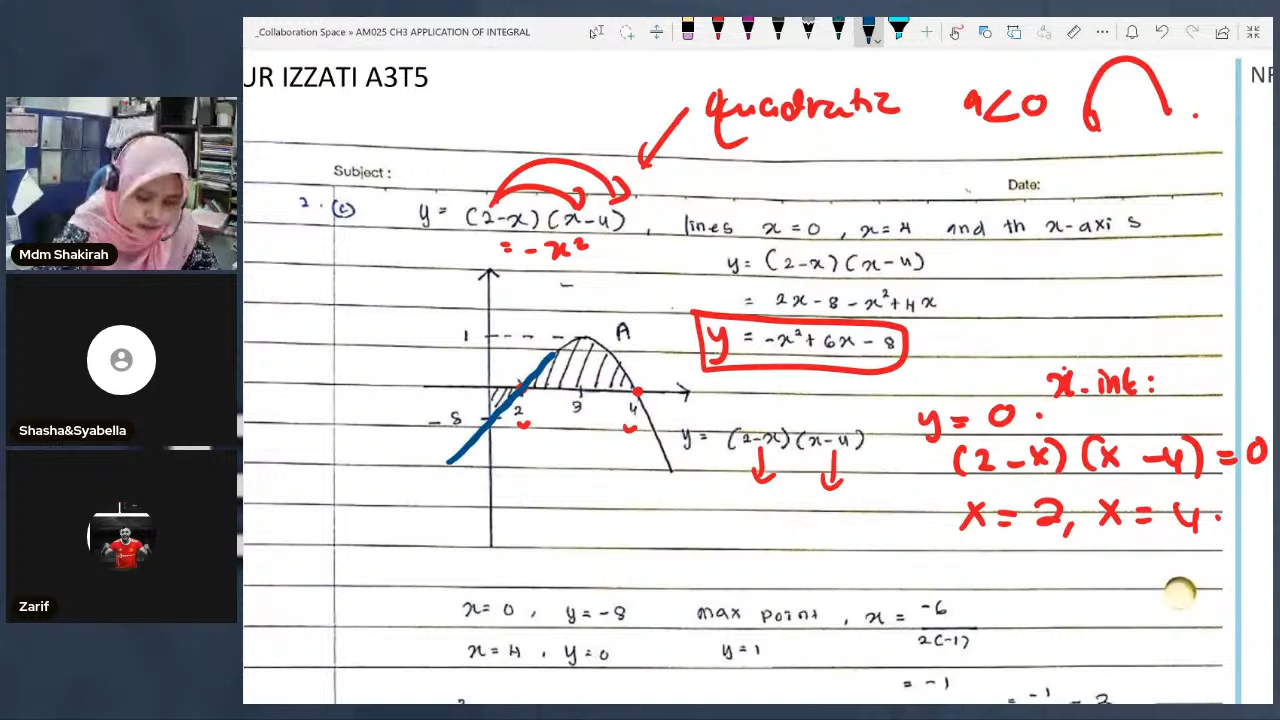 _Collaboration Space » AM025 CH3 APPLICATION OF INTEGRAL
UR IZZATI A3T5
NF
quadratic a<0
Subject :
Date:
2. (c) y = (2-x)(x-4), lines x=0, x=4 and th x-axis
= -x²
y = (2-x)(x-4)
= 2x-8-x²+4x
y = -x²+6x-8
1
A
2 3 4
-8
x-int:
y = 0.
y = (2-x)(x-4)
(2-x)(x-4)=0
x=2, x=4.
x=0, y=-8 max point, x = -6
2(-1)
x=4, y=0 y=1
= -1
Mdm Shakirah
Shasha&Syabella
Zarif